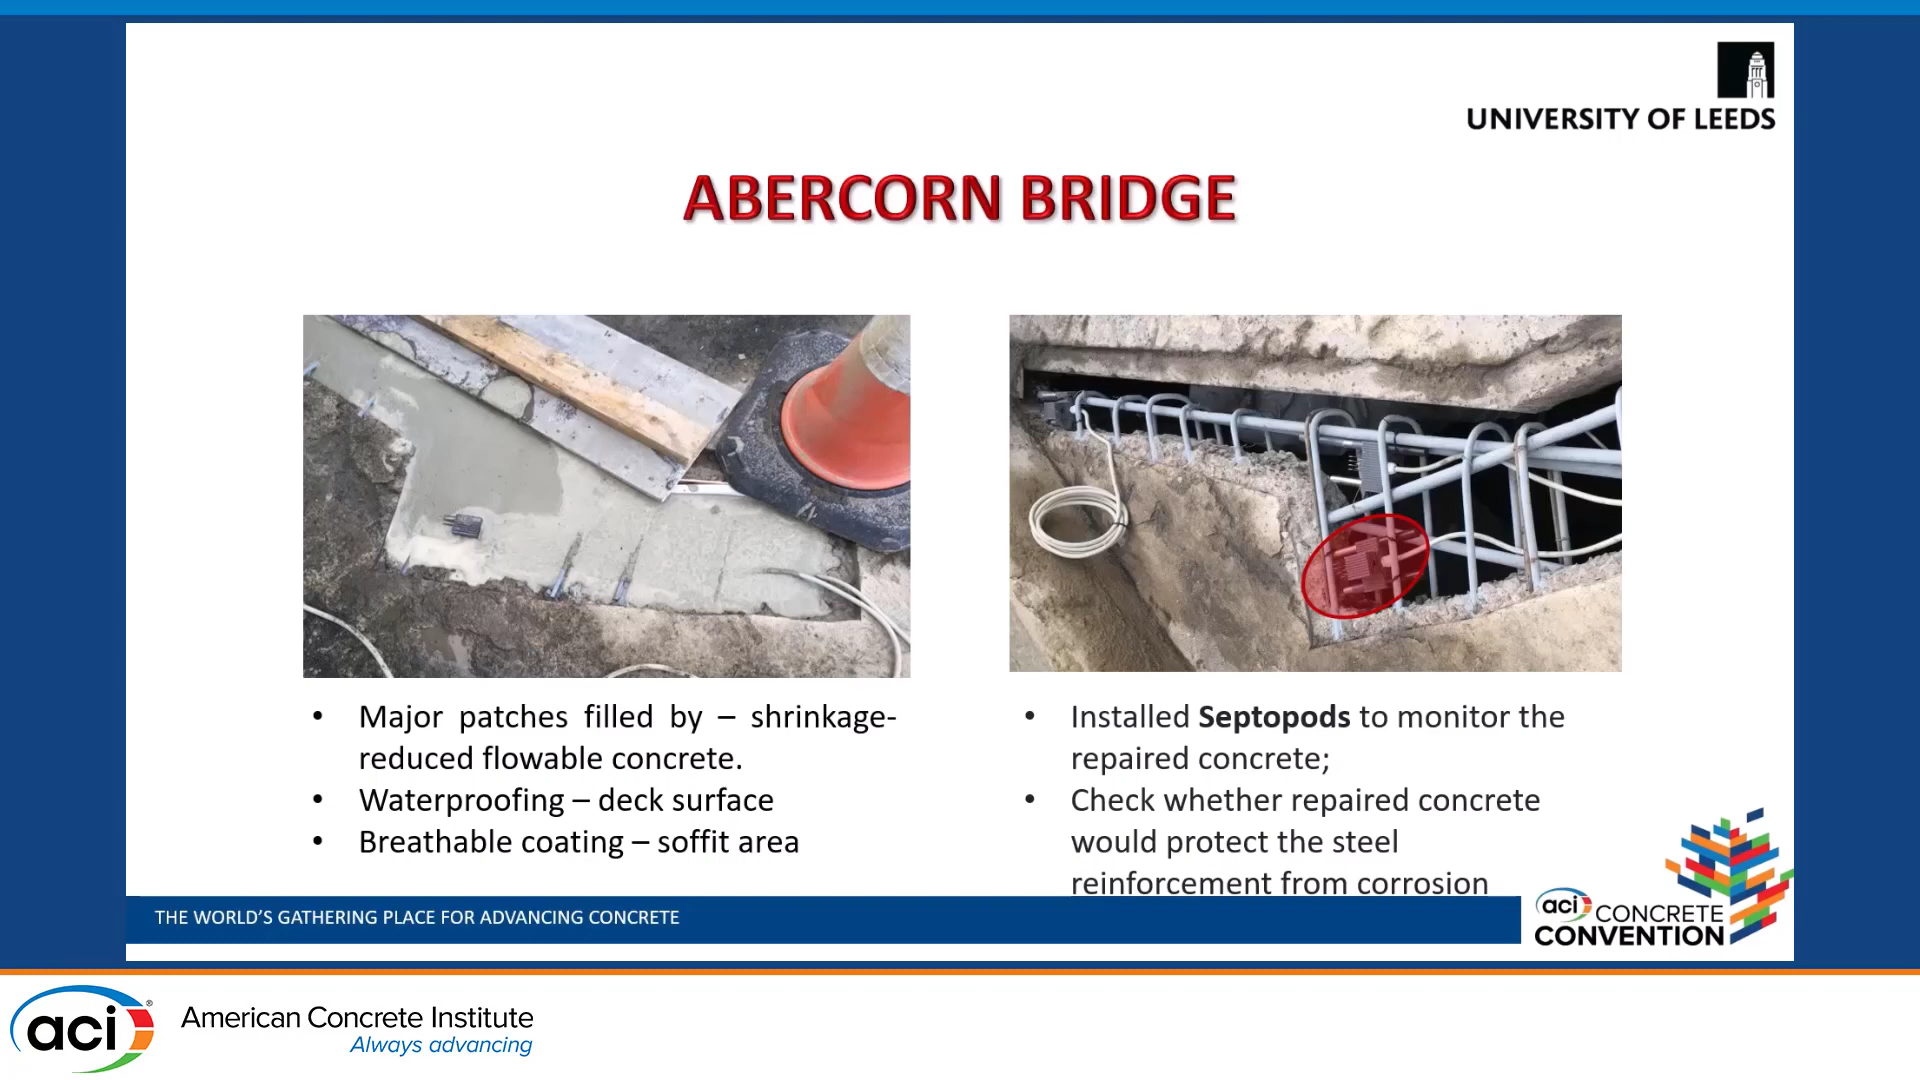 UNIVERSITY OF LEEDS
ABERCORN BRIDGE
• Major patches filled by – shrinkage-
reduced flowable concrete.
• Waterproofing – deck surface
• Breathable coating – soffit area
• Installed Septopods to monitor the
repaired concrete;
• Check whether repaired concrete
would protect the steel
reinforcement from corrosion
THE WORLD'S GATHERING PLACE FOR ADVANCING CONCRETE
aci CONCRETE
CONVENTION
aci® American Concrete Institute
Always advancing